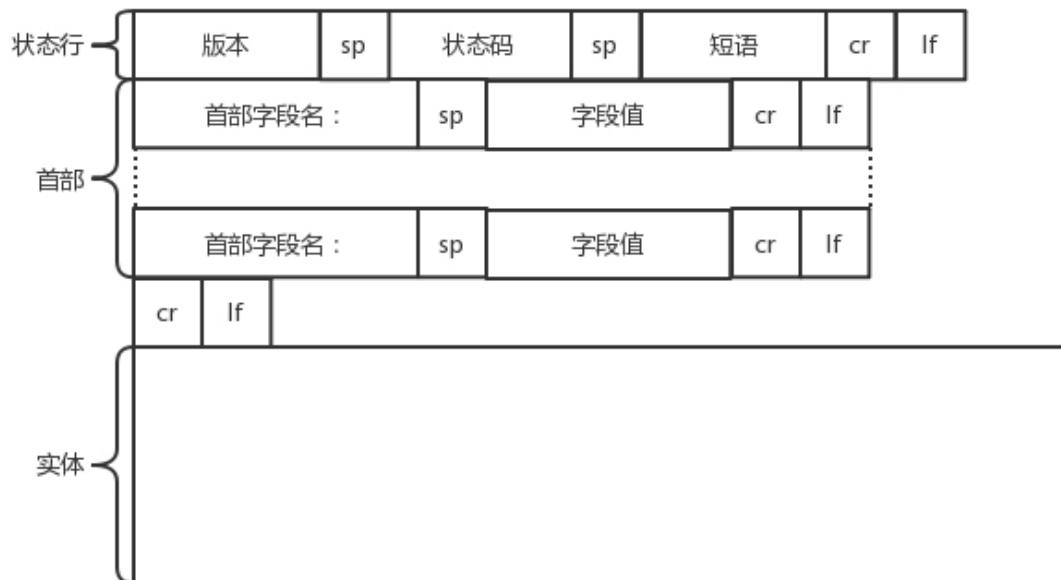 状态行 版本 sp 状态码 sp 短语 cr lf
首部字段名： sp 字段值 cr lf
首部
首部字段名： sp 字段值 cr lf
cr lf
实体